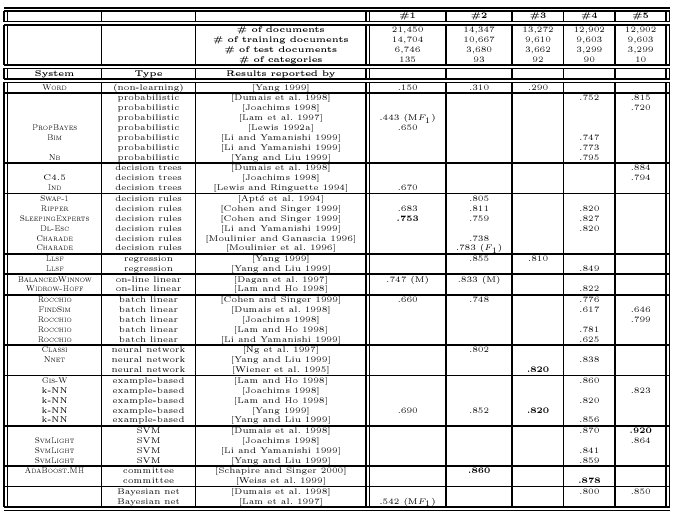 #1 #2 #3 #4 #5
# of documents 21,450 14,347 13,272 12,902 12,902
# of training documents 14,704 10,667 9,610 9,603 9,603
# of test documents 6,746 3,680 3,662 3,299 3,299
# of categories 135 93 92 90 10
System Type Results reported by
WORD (non-learning) [Yang 1999] .150 .310 .290
probabilistic [Dumais et al. 1998] .752 .815
probabilistic [Joachims 1998] .720
probabilistic [Lam et al. 1997] .443 (MF1)
PROPBAYES probabilistic [Lewis 1992a] .650
BIM probabilistic [Li and Yamanishi 1999] .747
probabilistic [Li and Yamanishi 1999] .773
NB probabilistic [Yang and Liu 1999] .795
decision trees [Dumais et al. 1998] .884
C4.5 decision trees [Joachims 1998] .794
IND decision trees [Lewis and Ringuette 1994] .670
SWAP-1 decision rules [Apté et al. 1994] .805
RIPPER decision rules [Cohen and Singer 1999] .683 .811 .820
SLEEPINGEXPERTS decision rules [Cohen and Singer 1999] .753 .759 .827
DL-ESC decision rules [Li and Yamanishi 1999] .820
CHARADE decision rules [Moulinier and Ganascia 1996] .738
CHARADE decision rules [Moulinier et al. 1996] .783 (F1)
LLSF regression [Yang 1999] .855 .810
LLSF regression [Yang and Liu 1999] .849
BALANCEDWINNOW on-line linear [Dagan et al. 1997] .747 (M) .833 (M)
WIDROW-HOFF on-line linear [Lam and Ho 1998] .822
ROCCHIO batch linear [Cohen and Singer 1999] .660 .748 .776
FINDSIM batch linear [Dumais et al. 1998] .617 .646
ROCCHIO batch linear [Joachims 1998] .799
ROCCHIO batch linear [Lam and Ho 1998] .781
ROCCHIO batch linear [Li and Yamanishi 1999] .625
CLASSI neural network [Ng et al. 1997] .802
NNET neural network [Yang and Liu 1999] .838
neural network [Wiener et al. 1995] .820
GIS-W example-based [Lam and Ho 1998] .860
k-NN example-based [Joachims 1998] .823
k-NN example-based [Lam and Ho 1998] .820
k-NN example-based [Yang 1999] .690 .852 .820
k-NN example-based [Yang and Liu 1999] .856
SVM [Dumais et al. 1998] .870 .920
SVMLIGHT SVM [Joachims 1998] .864
SVMLIGHT SVM [Li and Yamanishi 1999] .841
SVMLIGHT SVM [Yang and Liu 1999] .859
ADABOOST.MH committee [Schapire and Singer 2000] .860
committee [Weiss et al. 1999] .878
Bayesian net [Dumais et al. 1998] .800 .850
Bayesian net [Lam et al. 1997] .542 (MF1)